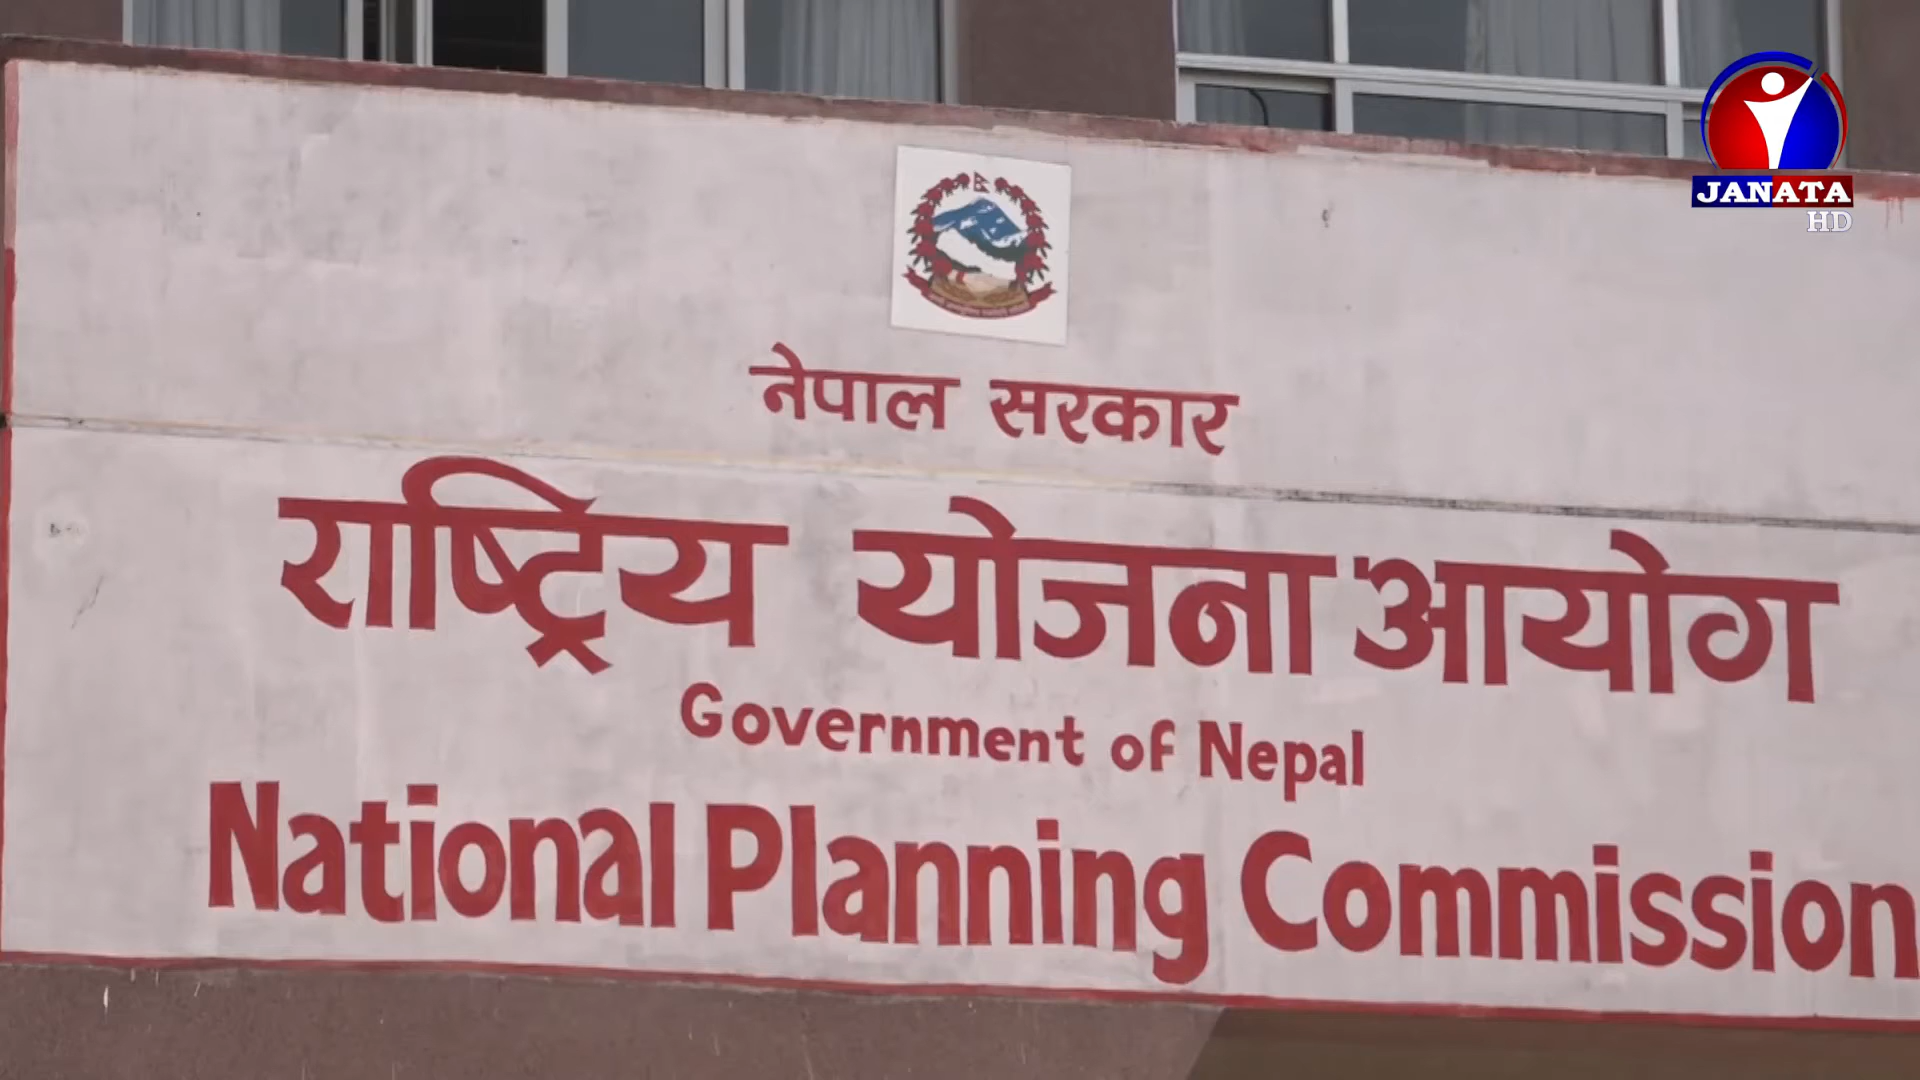 JANATA
HD
नेपाल सरकार
राष्ट्रिय योजना आयोग
Government of Nepal
National Planning Commission